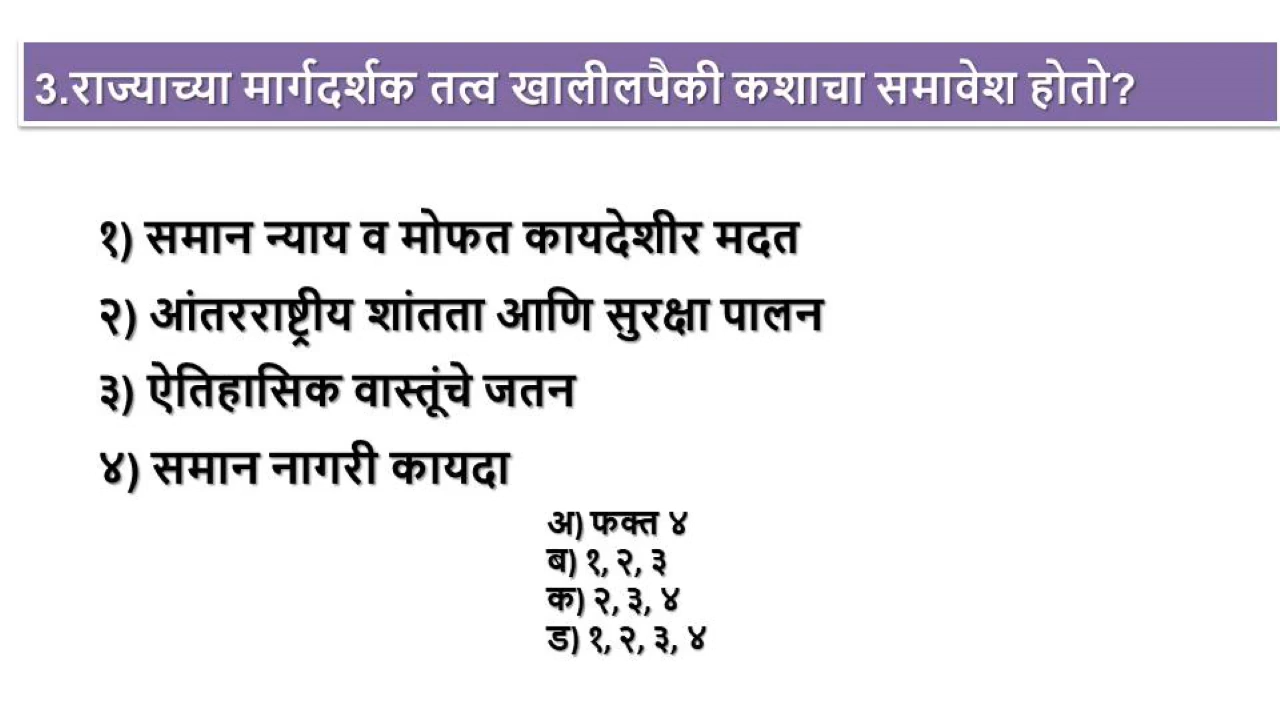 3.राज्याच्या मार्गदर्शक तत्व खालीलपैकी कशाचा समावेश होतो?
१) समान न्याय व मोफत कायदेशीर मदत
२) आंतरराष्ट्रीय शांतता आणि सुरक्षा पालन
३) ऐतिहासिक वास्तूंचे जतन
४) समान नागरी कायदा
अ) फक्त ४
ब) १, २, ३
क) २, ३, ४
ड) १, २, ३, ४